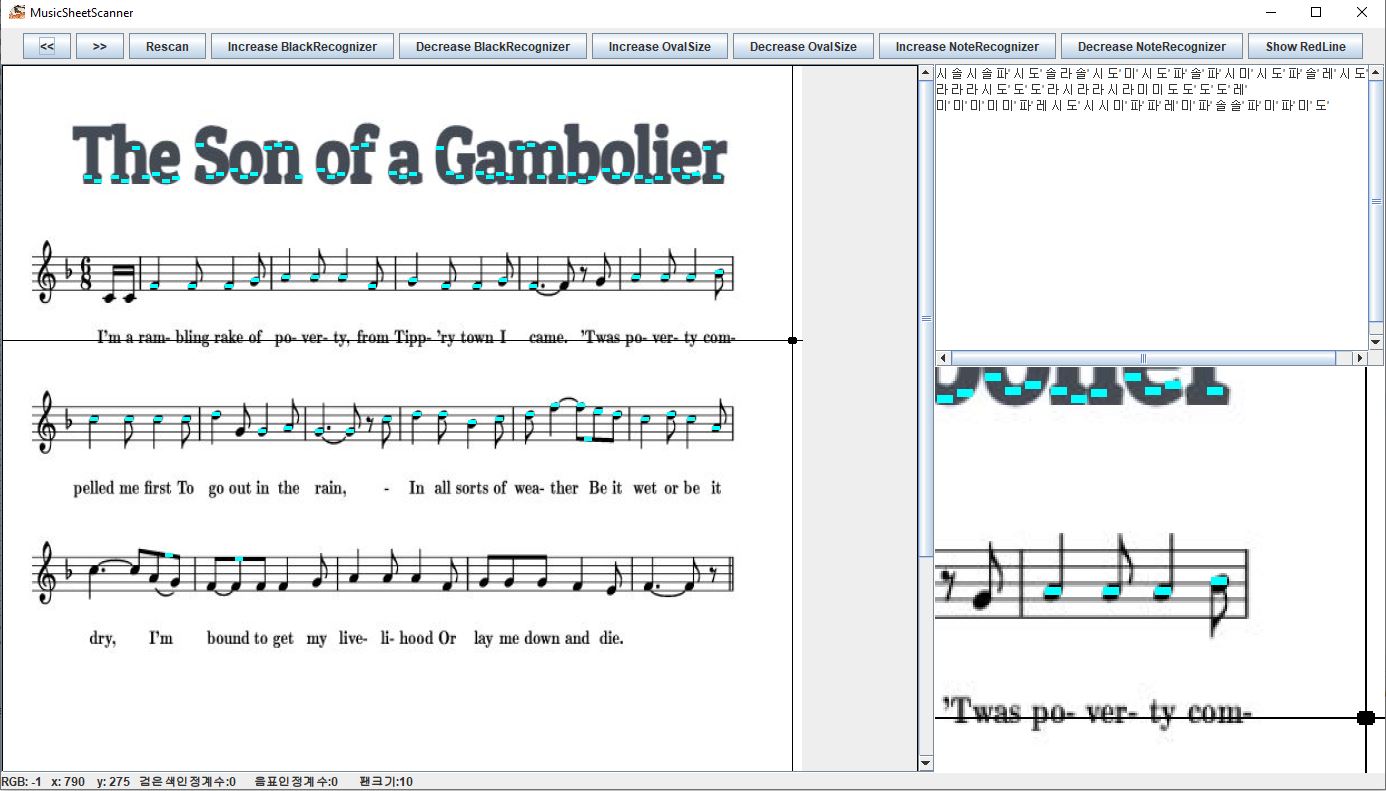 MusicSheetScanner
<< >> Rescan Increase BlackRecognizer Decrease BlackRecognizer Increase OvalSize Decrease OvalSize Increase NoteRecognizer Decrease NoteRecognizer Show RedLine
The Son of a Gambolier
6
8
I'm a ram- bling rake of po- ver- ty, from Tipp- 'ry town I came. 'Twas po- ver- ty com-
pelled me first To go out in the rain, - In all sorts of wea- ther Be it wet or be it
dry, I'm bound to get my live- li- hood Or lay me down and die.
시 솔 시 솔 파' 시 도' 솔 라 솔' 시 도' 미' 시 도' 파' 솔' 파' 시 미' 시 도' 파' 솔' 레' 시 도'
라 라 라 시 도' 도' 도' 라 시 라 라 시 라 미 미 도' 도' 도' 도' 레'
미' 미' 미' 미 미' 파' 레 시 도' 시 시 미' 파' 파' 레' 미' 파' 솔 솔' 파' 미' 파' 미' 도'
bolier
'Twas po- ver- ty com-
RGB: -1 x: 790 y: 275 검은색인정계수:0 음표인정계수:0 팬크기:10